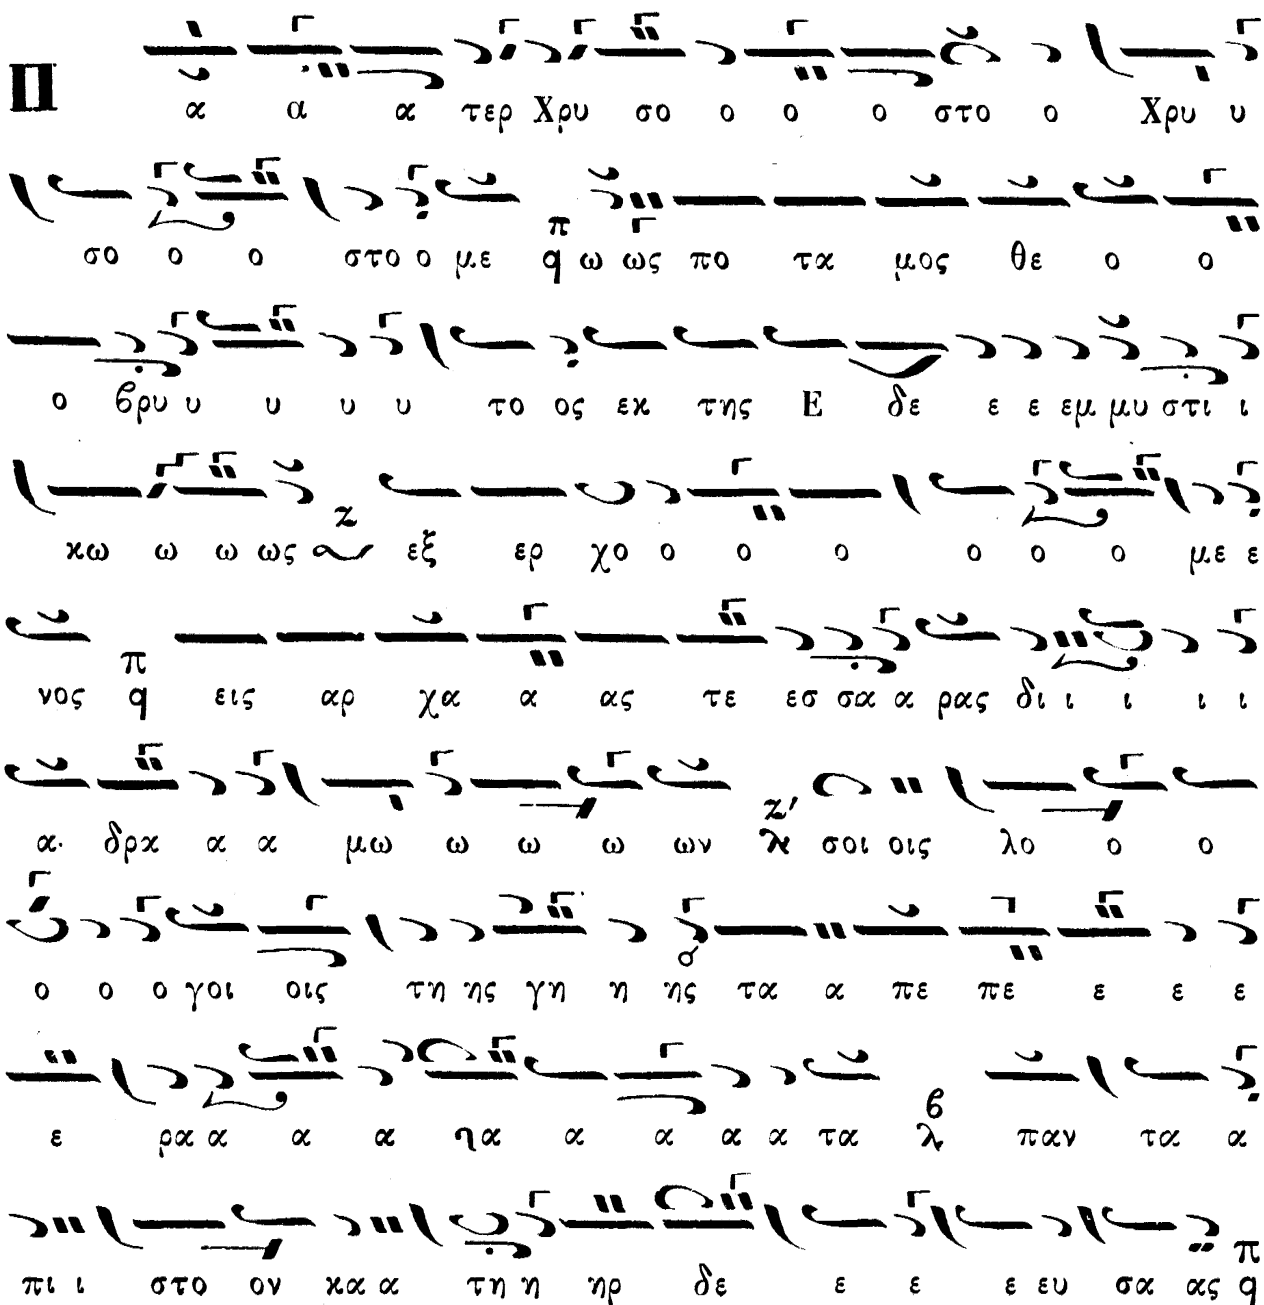 Π α α α τερ Χρυ σο ο ο ο στο ο Χρυ υ
σο ο ο στο ο με π q ω ως πο τα μος θε ο ο
ο βρυ υ υ υ υ το ος εκ της Ε δε ε ε εμ μυ στι ι
κω ω ω ως ζ εξ ερ χο ο ο ο ο ο ο με ε
νος π q εις αρ χα α ας τε εσ σα α ρας δι ι ι ι ι
α. δρα α α μω ω ω ω ων ζ' σοι οις λο ο ο
ο ο ο γοι οις τη ης γη η ης τα α πε πε ε ε ε
ε ρα α α α α α α α τα β λ παν τα α
πι ι στο ον κα α τη η ηρ δε ε ε ε ευ σα ας π q